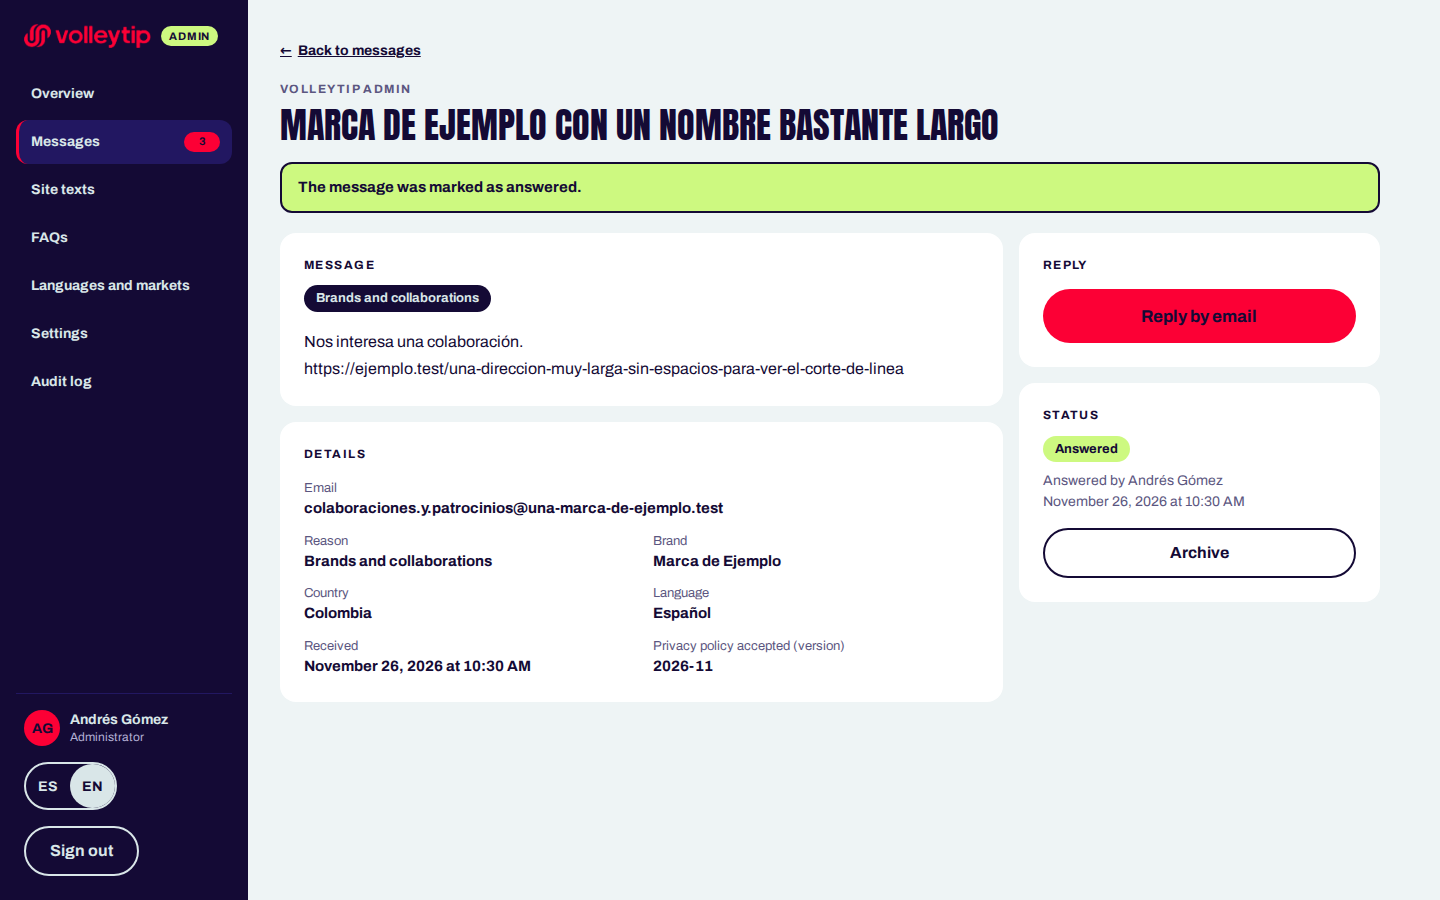 volleytip ADMIN
Overview
Messages 3
Site texts
FAQs
Languages and markets
Settings
Audit log
AG Andrés Gómez
Administrator
ES EN
Sign out
← Back to messages
VOLLEYTIP ADMIN
MARCA DE EJEMPLO CON UN NOMBRE BASTANTE LARGO
The message was marked as answered.
MESSAGE
Brands and collaborations
Nos interesa una colaboración.
https://ejemplo.test/una-direccion-muy-larga-sin-espacios-para-ver-el-corte-de-linea
DETAILS
Email
colaboraciones.y.patrocinios@una-marca-de-ejemplo.test
Reason
Brands and collaborations
Brand
Marca de Ejemplo
Country
Colombia
Language
Español
Received
November 26, 2026 at 10:30 AM
Privacy policy accepted (version)
2026-11
REPLY
Reply by email
STATUS
Answered
Answered by Andrés Gómez
November 26, 2026 at 10:30 AM
Archive